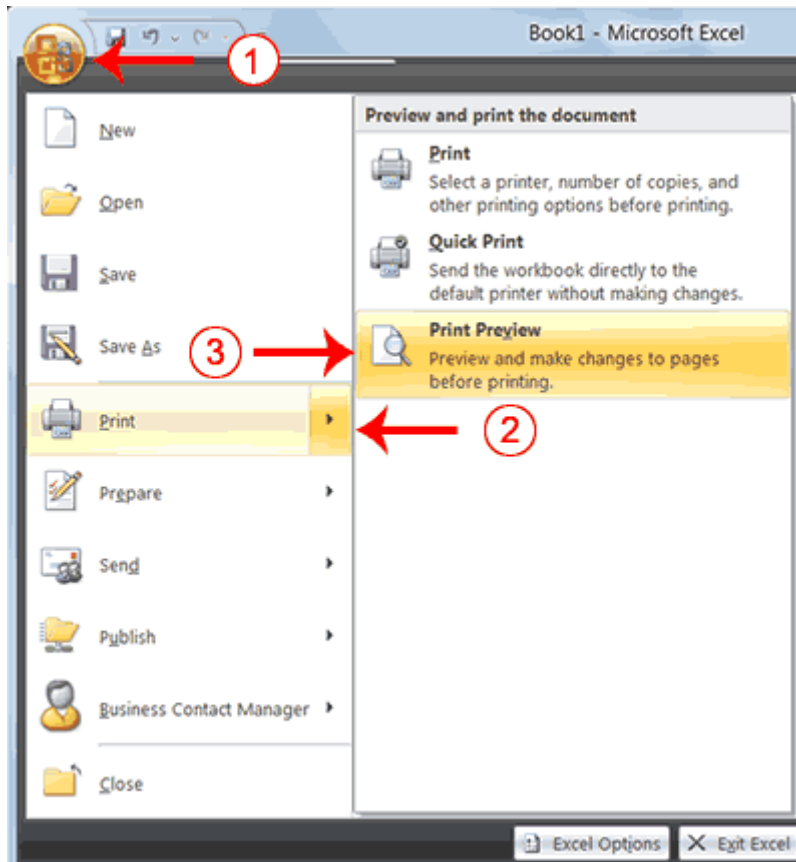 Book1 - Microsoft Excel
1
New
Open
Save
Save As
3
Print
2
Prepare
Send
Publish
Business Contact Manager
Close
Preview and print the document
Print
Select a printer, number of copies, and
other printing options before printing.
Quick Print
Send the workbook directly to the
default printer without making changes.
Print Preview
Preview and make changes to pages
before printing.
Excel Options
Exit Excel